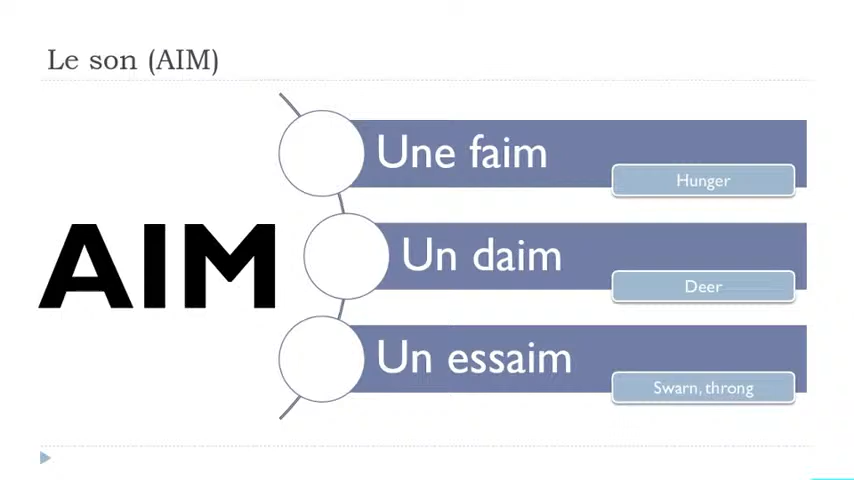 Le son (AIM)
AIM
Une faim
Hunger
Un daim
Deer
Un essaim
Swarn, throng